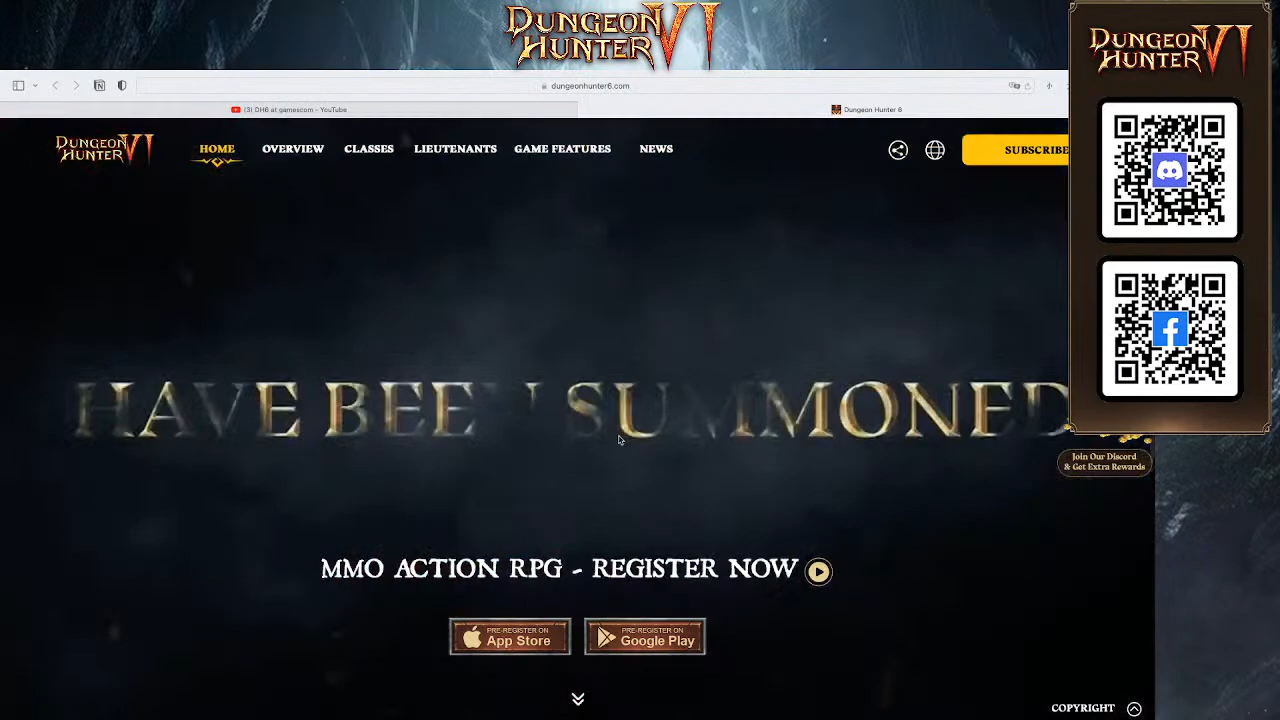 DUNGEON
HUNTER VI
DUNGEON
HUNTER VI
dungeonhunter6.com
(3) DH6 at gamescom - YouTube
Dungeon Hunter 6
DUNGEON
HUNTER VI
HOME
OVERVIEW
CLASSES
LIEUTENANTS
GAME FEATURES
NEWS
SUBSCRIBE
HAVE BEEN SUMMONED
Join Our Discord
& Get Extra Rewards
MMO ACTION RPG - REGISTER NOW
PRE-REGISTER ON
App Store
PRE-REGISTER ON
Google Play
COPYRIGHT